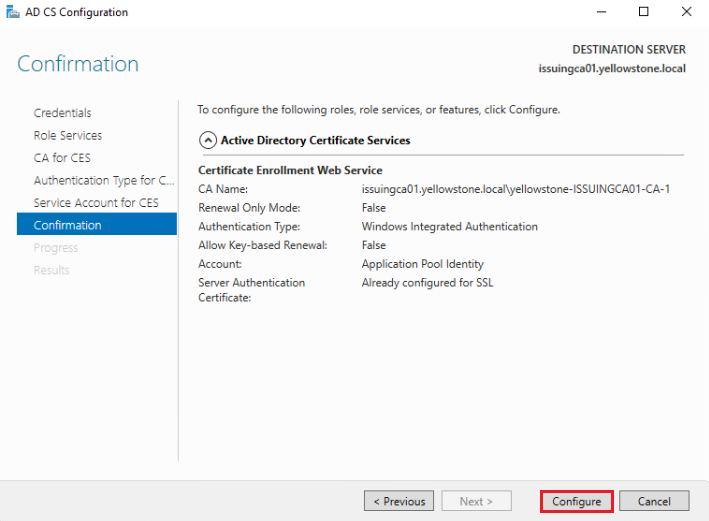 AD CS Configuration
Confirmation
DESTINATION SERVER
issuingca01.yellowstone.local
Credentials
Role Services
CA for CES
Authentication Type for C...
Service Account for CES
Confirmation
Progress
Results
To configure the following roles, role services, or features, click Configure.
Active Directory Certificate Services
Certificate Enrollment Web Service
CA Name: issuingca01.yellowstone.local\yellowstone-ISSUINGCA01-CA-1
Renewal Only Mode: False
Authentication Type: Windows Integrated Authentication
Allow Key-based Renewal: False
Account: Application Pool Identity
Server Authentication Already configured for SSL
Certificate:
< Previous Next > Configure Cancel